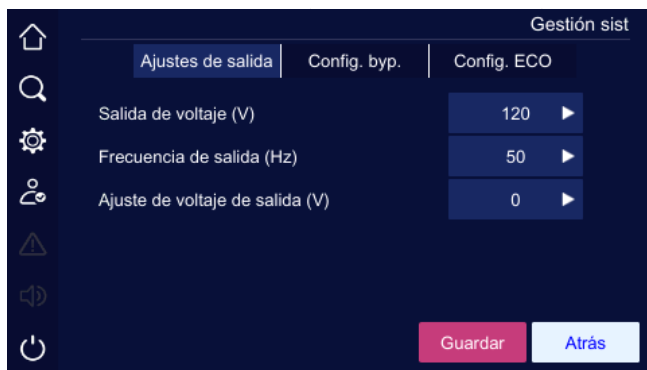 Gestión sist
Ajustes de salida Config. byp. Config. ECO
Salida de voltaje (V) 120
Frecuencia de salida (Hz) 50
Ajuste de voltaje de salida (V) 0
Guardar Atrás